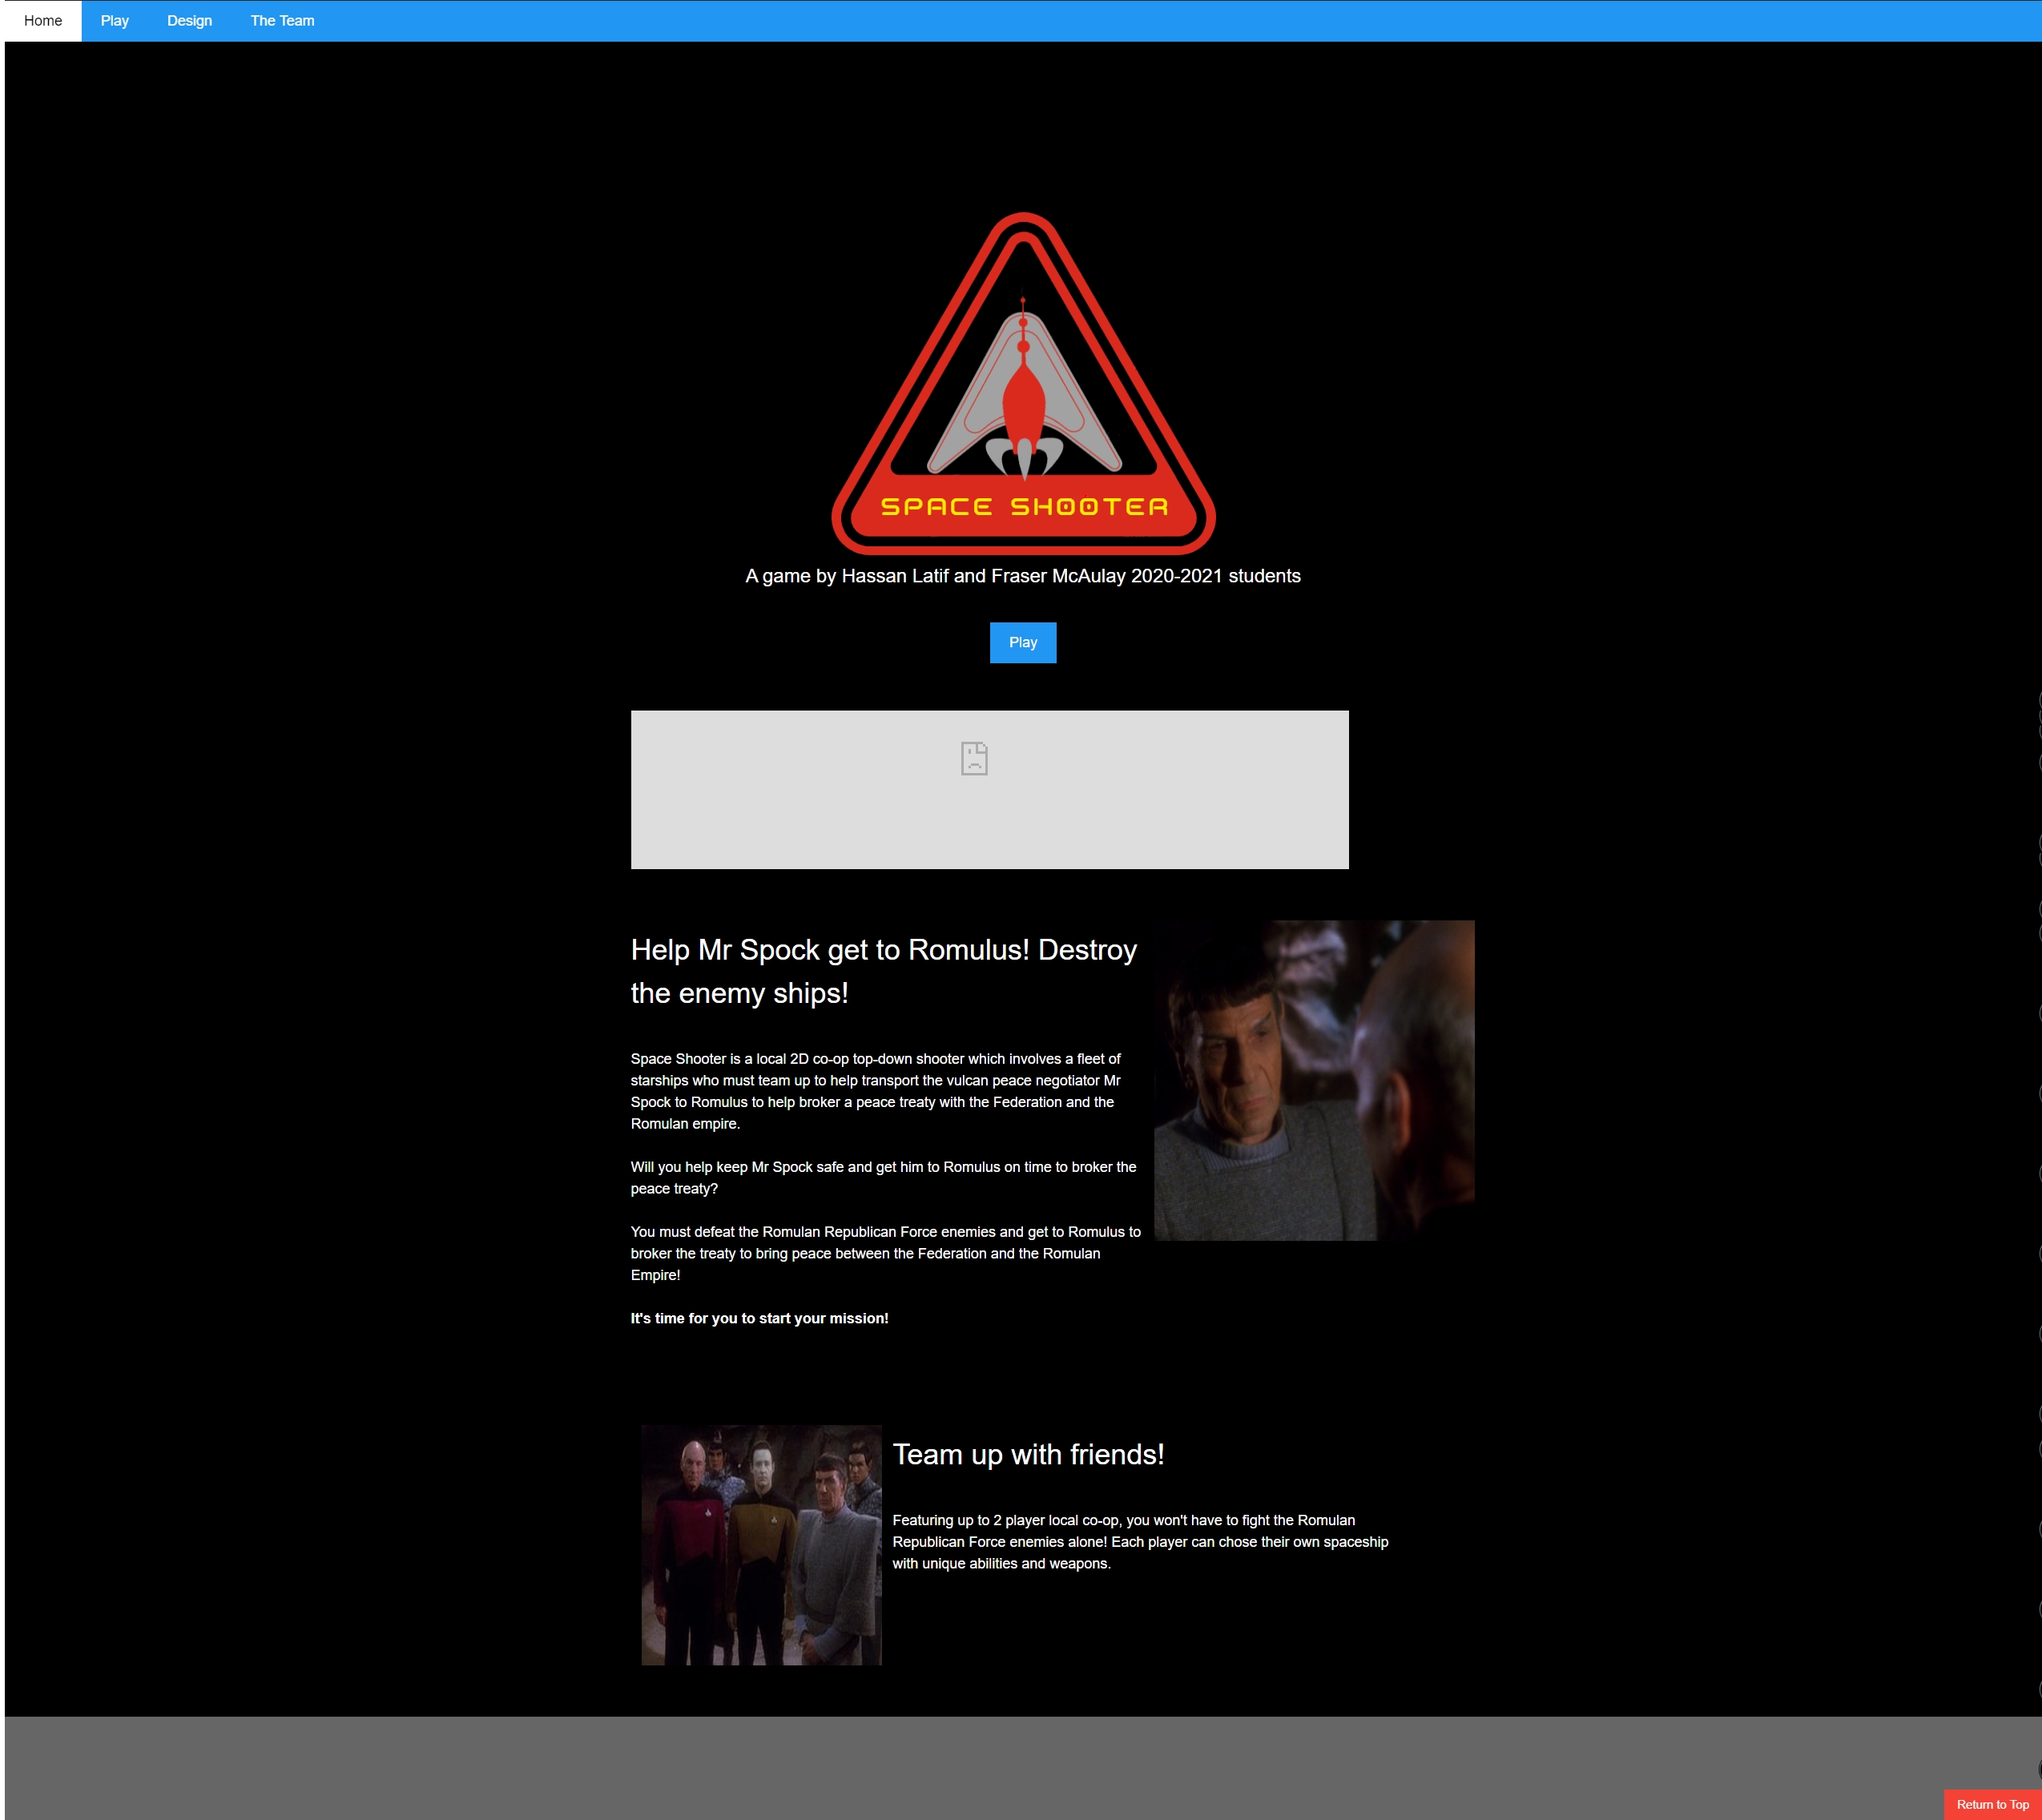 Home Play Design The Team
SPACE SHOOTER
A game by Hassan Latif and Fraser McAulay 2020-2021 students
Play
Help Mr Spock get to Romulus! Destroy
the enemy ships!
Space Shooter is a local 2D co-op top-down shooter which involves a fleet of
starships who must team up to help transport the vulcan peace negotiator Mr
Spock to Romulus to help broker a peace treaty with the Federation and the
Romulan empire.
Will you help keep Mr Spock safe and get him to Romulus on time to broker the
peace treaty?
You must defeat the Romulan Republican Force enemies and get to Romulus to
broker the treaty to bring peace between the Federation and the Romulan
Empire!
It's time for you to start your mission!
Team up with friends!
Featuring up to 2 player local co-op, you won't have to fight the Romulan
Republican Force enemies alone! Each player can chose their own spaceship
with unique abilities and weapons.
Return to Top